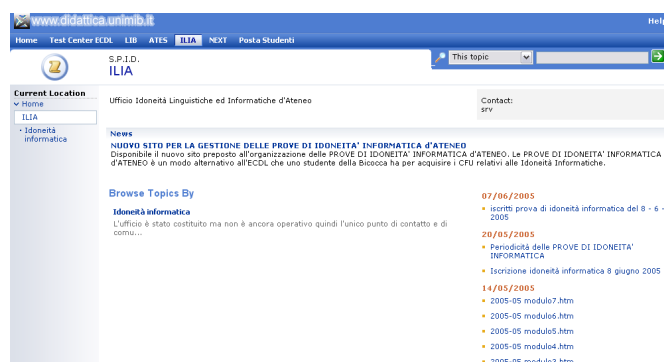 www.didattica.unimib.it
Help
Home Test Center ECDL LIB ATES ILIA NEXT Posta Studenti
S.P.I.D.
ILIA
This topic
Current Location
Home
ILIA
Idoneità
informatica
Ufficio Idoneità Linguistiche ed Informatiche d'Ateneo
Contact:
srv
News
NUOVO SITO PER LA GESTIONE DELLE PROVE DI IDONEITA' INFORMATICA d'ATENEO
Disponibile il nuovo sito preposto all'organizzazione delle PROVE DI IDONEITA' INFORMATICA d'ATENEO. Le PROVE DI IDONEITA' INFORMATICA
d'ATENEO è un modo alternativo all'ECDL che uno studente della Bicocca ha per acquisire i CFU relativi alle Idoneità Informatiche.
Browse Topics By
Idoneità informatica
L'ufficio è stato costituito ma non è ancora operativo quindi l'unico punto di contatto e di
comu...
07/06/2005
iscritti prova di idoneità informatica del 8 - 6 -
2005
20/05/2005
Periodicità delle PROVE DI IDONEITA'
INFORMATICA
Iscrizione idoneità informatica 8 giugno 2005
14/05/2005
2005-05 modulo7.htm
2005-05 modulo6.htm
2005-05 modulo5.htm
2005-05 modulo4.htm
2005-05 modulo3.htm